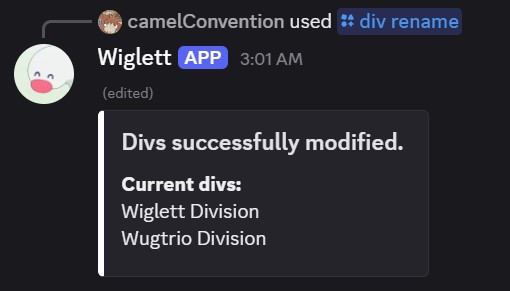 camelConvention used div rename
Wiglett APP 3:01 AM
(edited)
Divs successfully modified.
Current divs:
Wiglett Division
Wugtrio Division